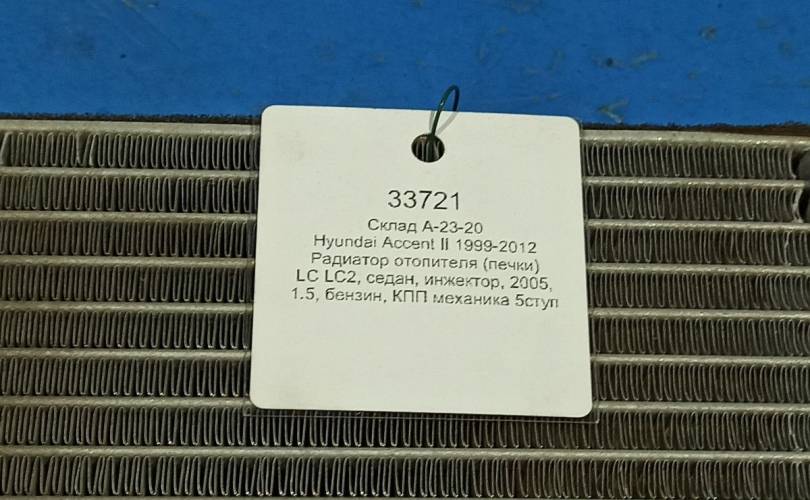 33721
Склад А-23-20
Hyundai Accent II 1999-2012
Радиатор отопителя (печки)
LC LC2, седан, инжектор, 2005,
1.5, бензин, КПП механика 5ступ